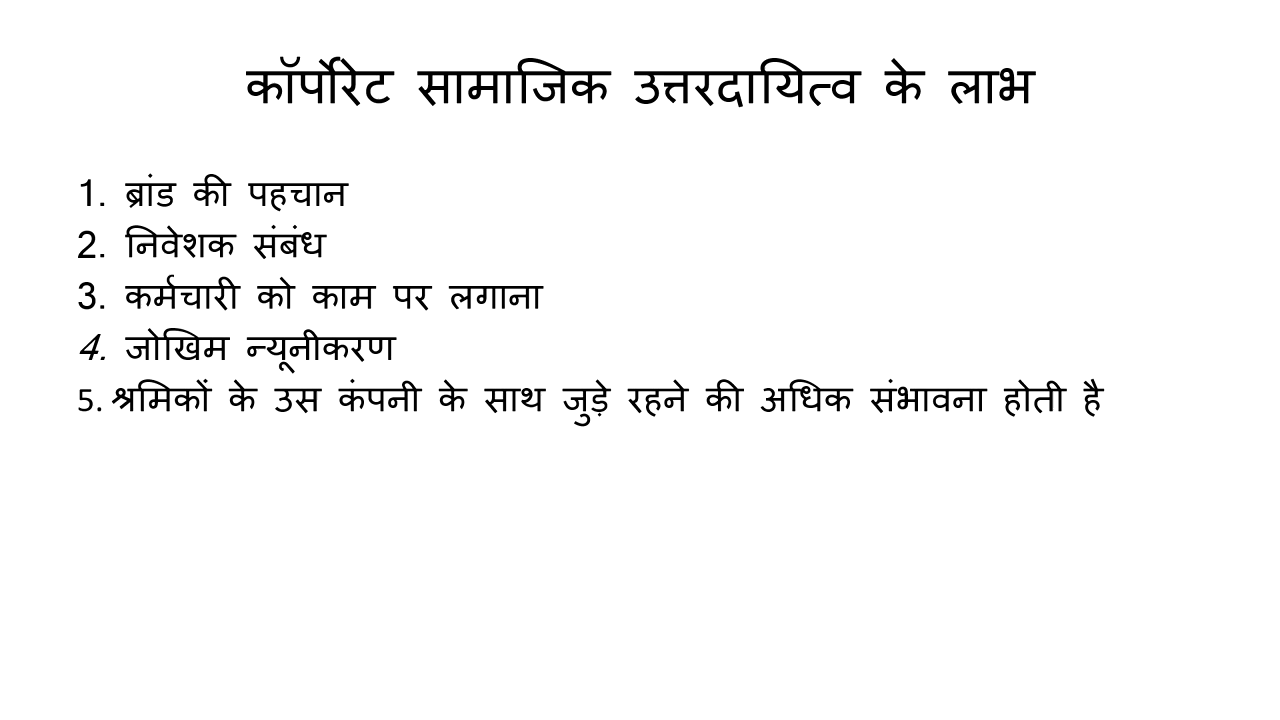 कॉर्पोरेट सामाजिक उत्तरदायित्व के लाभ
1. ब्रांड की पहचान
2. निवेशक संबंध
3. कर्मचारी को काम पर लगाना
4. जोखिम न्यूनीकरण
5. श्रमिकों के उस कंपनी के साथ जुड़े रहने की अधिक संभावना होती है